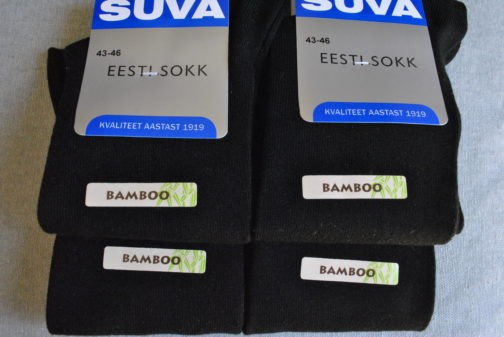 SUVA
43-46
EESTI SOKK
KVALITEET AASTAST 1919
BAMBOO
SUVA
43-46
EESTI SOKK
KVALITEET AASTAST 1919
BAMBOO
BAMBOO
BAMBOO